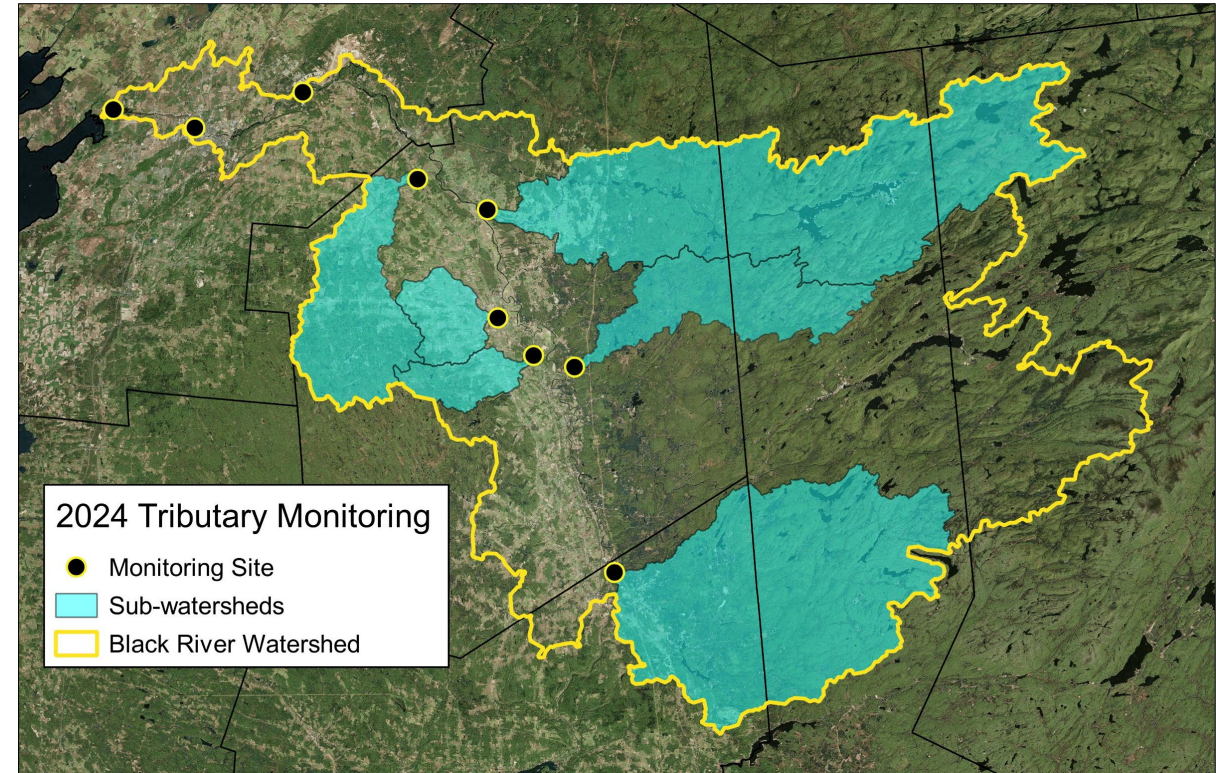 2024 Tributary Monitoring
Monitoring Site
Sub-watersheds
Black River Watershed